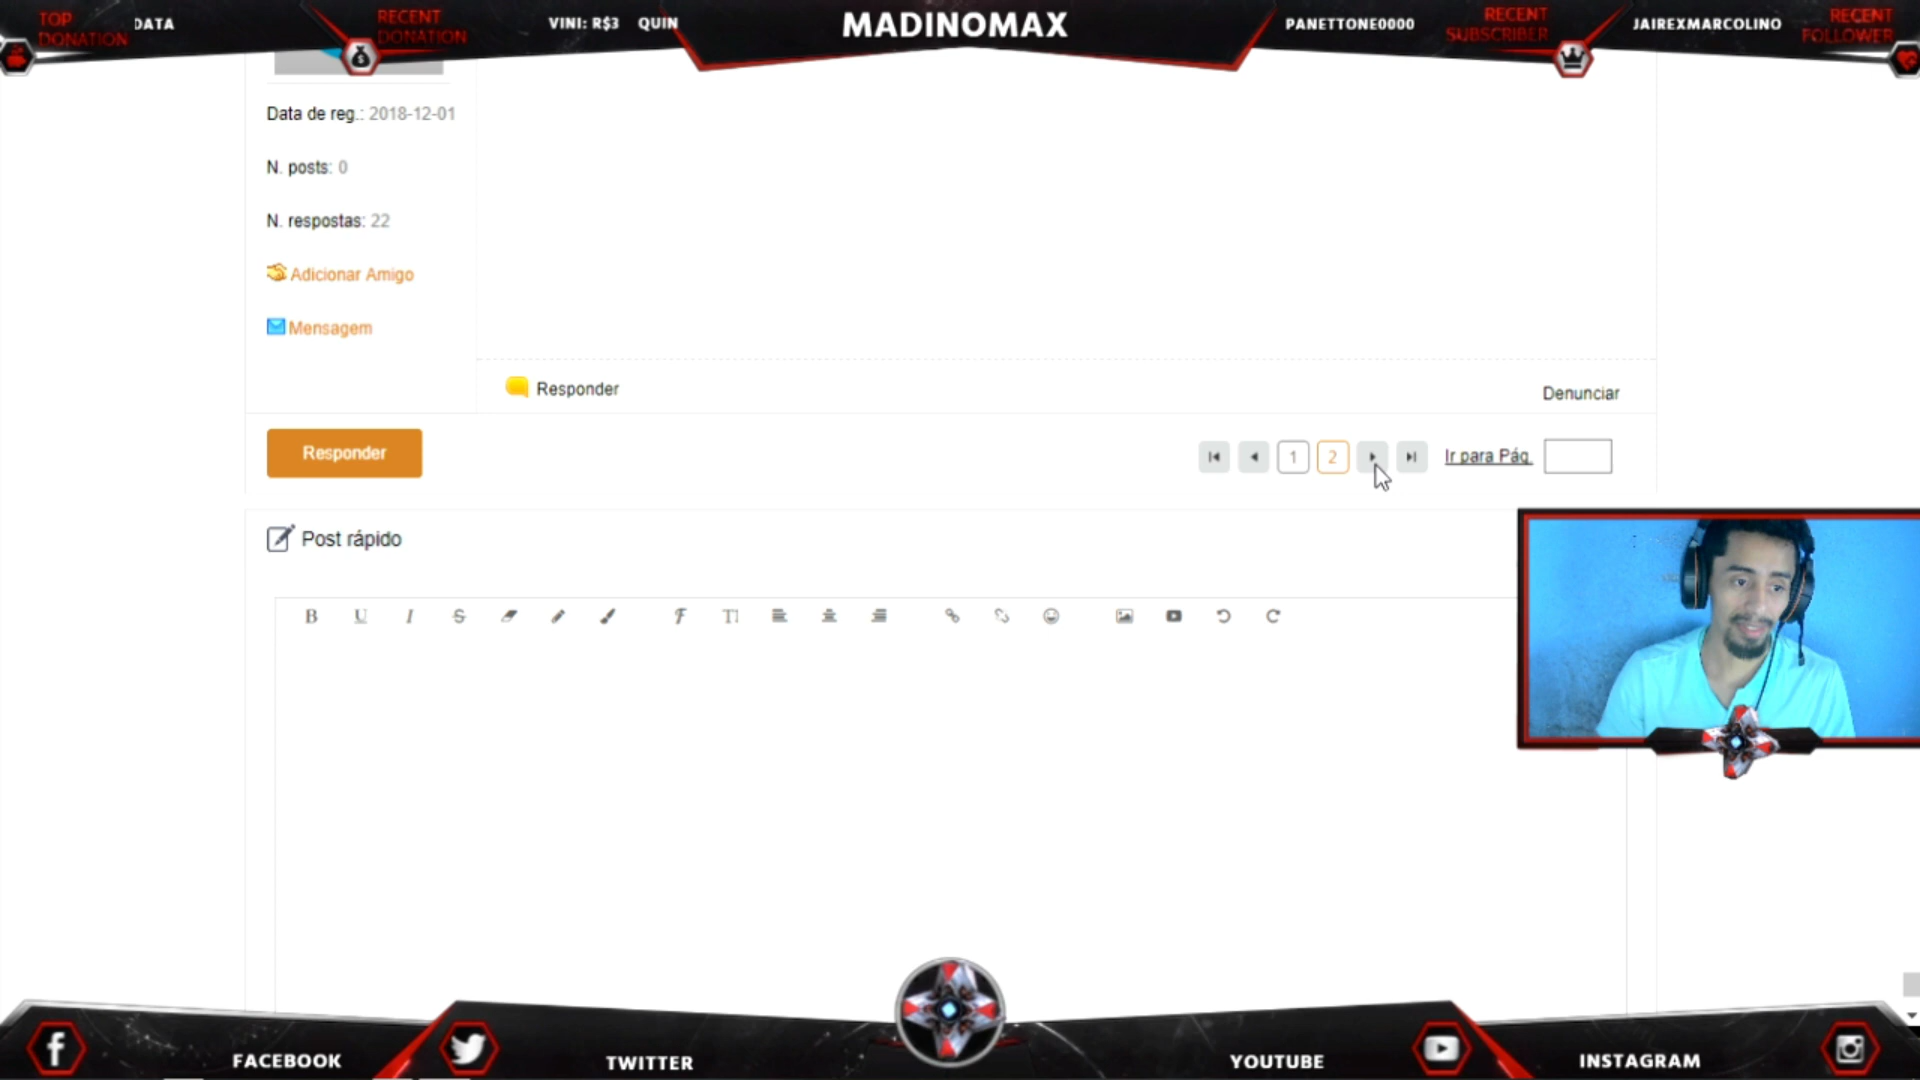 TOP
DONATION
DATA
RECENT
DONATION
VINI: R$3 QUIN
MADINOMAX
PANETTONE0000
RECENT
SUBSCRIBER
JAIREXMARCOLINO
RECENT
FOLLOWER
Data de reg.: 2018-12-01
N. posts: 0
N. respostas: 22
Adicionar Amigo
Mensagem
Responder
Denunciar
Responder
1 2 Ir para Pág.
Post rápido
B U I S T
FACEBOOK
TWITTER
YOUTUBE
INSTAGRAM